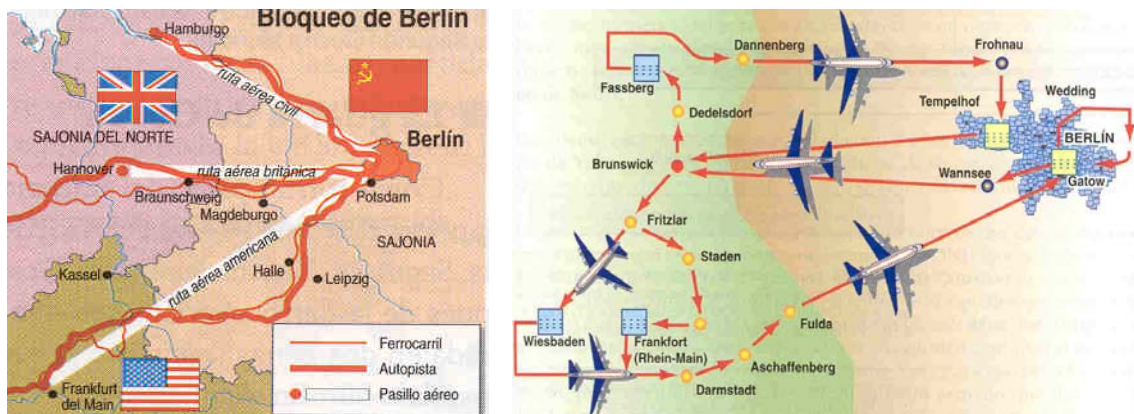 Bloqueo de Berlín
Hamburgo
ruta aérea civil
SAJONIA DEL NORTE
Berlín
Hannover
ruta aérea británica
Braunschweig
Magdeburgo
Potsdam
SAJONIA
Kassel
Halle
Leipzig
ruta aérea americana
Frankfurt
del Main
Ferrocarril
Autopista
Pasillo aéreo
Dannenberg
Frohnau
Fassberg
Tempelhof
Wedding
Dedelsdorf
BERLÍN
Brunswick
Wannsee
Gatow
Fritzlar
Staden
Wiesbaden
Frankfort
(Rhein-Main)
Fulda
Aschaffenberg
Darmstadt